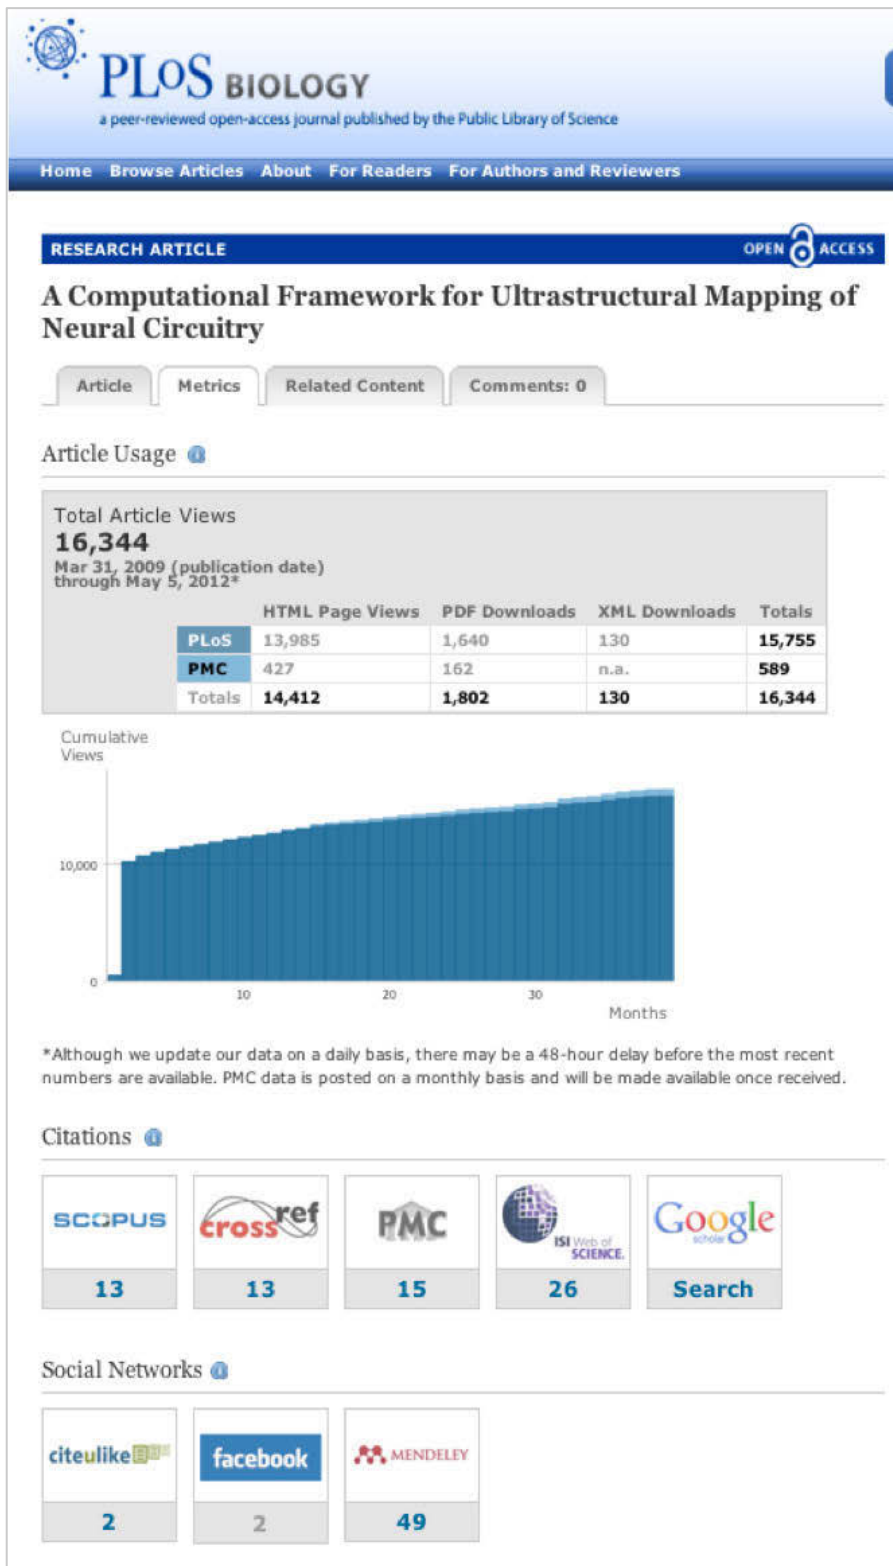 PLoS BIOLOGY
a peer-reviewed open-access journal published by the Public Library of Science
Home Browse Articles About For Readers For Authors and Reviewers
RESEARCH ARTICLE OPEN ACCESS
A Computational Framework for Ultrastructural Mapping of
Neural Circuitry
Article Metrics Related Content Comments: 0
Article Usage
Total Article Views
16,344
Mar 31, 2009 (publication date)
through May 5, 2012*
HTML Page Views PDF Downloads XML Downloads Totals
PLoS 13,985 1,640 130 15,755
PMC 427 162 n.a. 589
Totals 14,412 1,802 130 16,344
Cumulative
Views
10,000
0
10 20 30
Months
*Although we update our data on a daily basis, there may be a 48-hour delay before the most recent
numbers are available. PMC data is posted on a monthly basis and will be made available once received.
Citations
SCOPUS cross ref PMC ISI Web of SCIENCE. Google scholar
13 13 15 26 Search
Social Networks
citeulike facebook MENDELEY
2 2 49